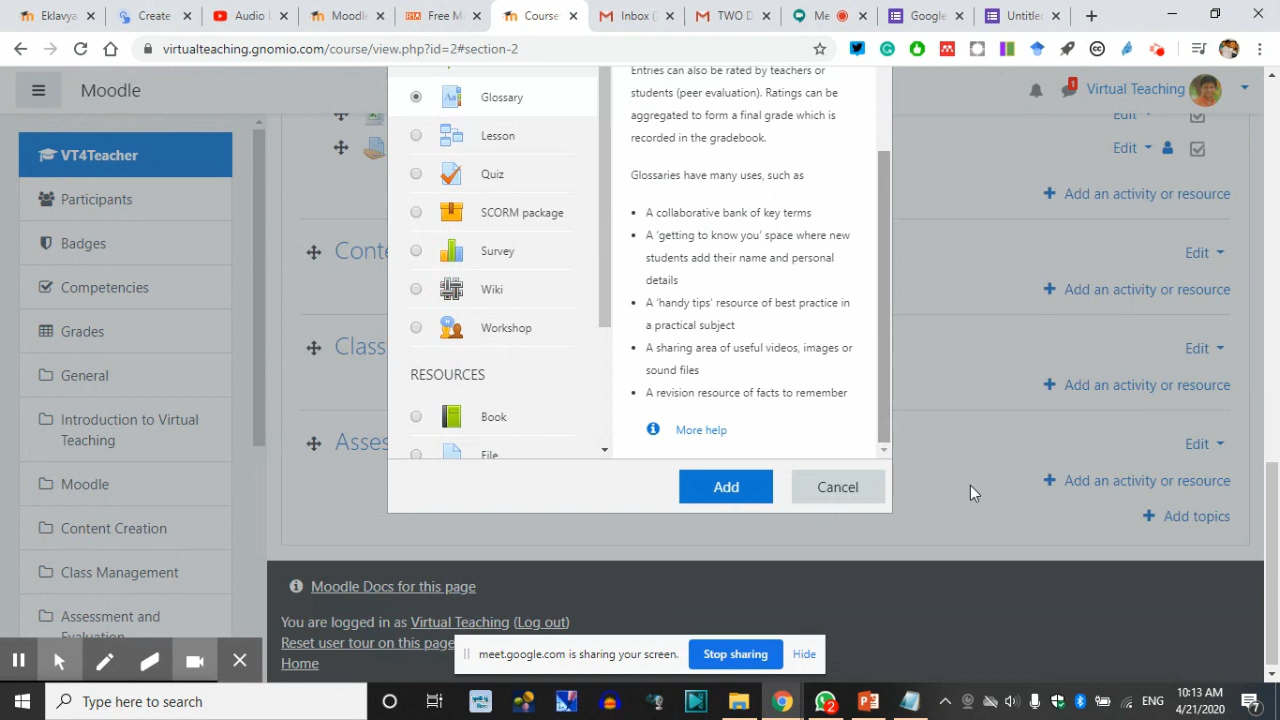 Eklavya
Create
Audio L
Moodle
Free M
Course
Inbox (2
TWO D
Me
Google
Untitle
virtualteaching.gnomio.com/course/view.php?id=2#section-2
Moodle
1
Virtual Teaching
VT4Teacher
Participants
Badges
Competencies
Grades
General
Introduction to Virtual
Teaching
Moodle
Content Creation
Class Management
Assessment and
Evaluation
Glossary
Lesson
Quiz
SCORM package
Survey
Wiki
Workshop
RESOURCES
Book
File
Entries can also be rated by teachers or
students (peer evaluation). Ratings can be
aggregated to form a final grade which is
recorded in the gradebook.
Glossaries have many uses, such as
• A collaborative bank of key terms
• A 'getting to know you' space where new
students add their name and personal
details
• A 'handy tips' resource of best practice in
a practical subject
• A sharing area of useful videos, images or
sound files
• A revision resource of facts to remember
More help
Add
Cancel
Edit
Edit
Add an activity or resource
Conte
Edit
Add an activity or resource
Class
Edit
Add an activity or resource
Asses
Edit
Add an activity or resource
Add topics
Moodle Docs for this page
You are logged in as Virtual Teaching (Log out)
Reset user tour on this page
Home
meet.google.com is sharing your screen.
Stop sharing
Hide
Type here to search
2
ENG
10:13 AM
4/21/2020
7